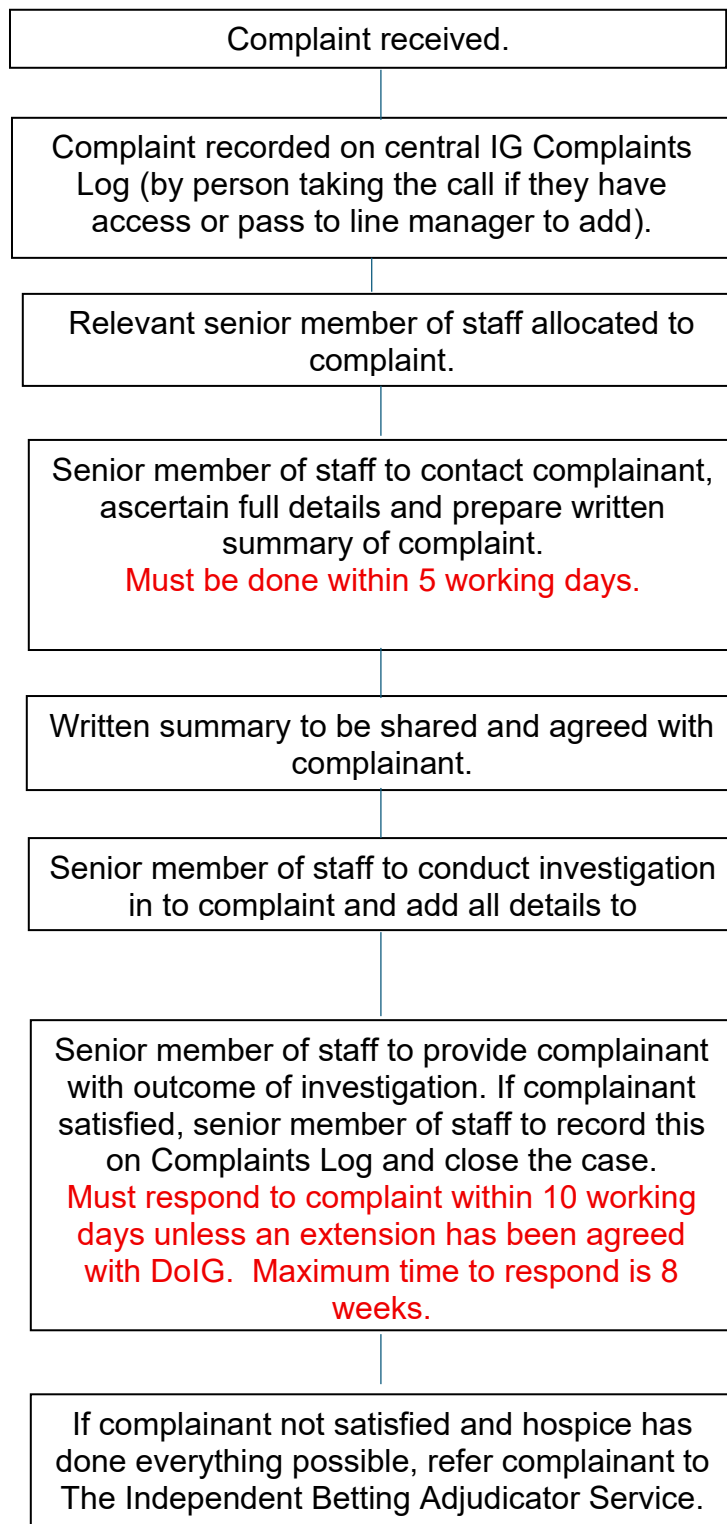 Complaint received.
Complaint recorded on central IG Complaints
Log (by person taking the call if they have
access or pass to line manager to add).
Relevant senior member of staff allocated to
complaint.
Senior member of staff to contact complainant,
ascertain full details and prepare written
summary of complaint.
Must be done within 5 working days.
Written summary to be shared and agreed with
complainant.
Senior member of staff to conduct investigation
in to complaint and add all details to
Senior member of staff to provide complainant
with outcome of investigation. If complainant
satisfied, senior member of staff to record this
on Complaints Log and close the case.
Must respond to complaint within 10 working
days unless an extension has been agreed
with DoIG.  Maximum time to respond is 8
weeks.
If complainant not satisfied and hospice has
done everything possible, refer complainant to
The Independent Betting Adjudicator Service.